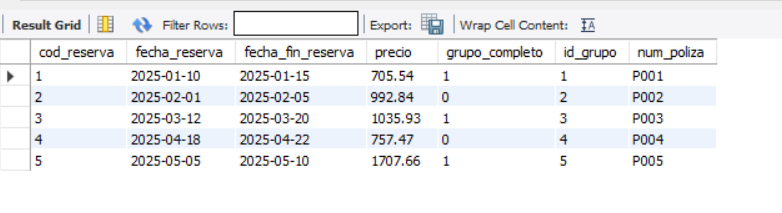 Result Grid Filter Rows: Export: Wrap Cell Content: IA
cod_reserva fecha_reserva fecha_fin_reserva precio grupo_completo id_grupo num_poliza
1 2025-01-10 2025-01-15 705.54 1 1 P001
2 2025-02-01 2025-02-05 992.84 0 2 P002
3 2025-03-12 2025-03-20 1035.93 1 3 P003
4 2025-04-18 2025-04-22 757.47 0 4 P004
5 2025-05-05 2025-05-10 1707.66 1 5 P005